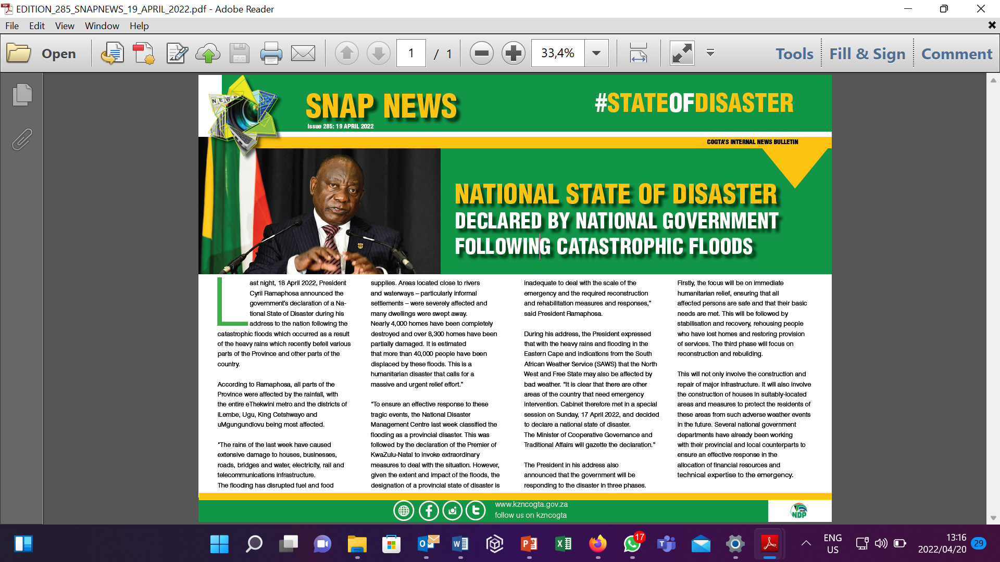 EDITION_285_SNAPNEWS_19_APRIL_2022.pdf - Adobe Reader
File Edit View Window Help
Open
1 / 1
33,4%
Tools Fill & Sign Comment
NEWS
SNAP NEWS
Issue 285: 19 APRIL 2022
#STATEOFDISASTER
COGTA'S INTERNAL NEWS BULLETIN
NATIONAL STATE OF DISASTER
DECLARED BY NATIONAL GOVERNMENT
FOLLOWING CATASTROPHIC FLOODS
Last night, 18 April 2022, President
Cyril Ramaphosa announced the
government's declaration of a Na-
tional State of Disaster during his
address to the nation following the
catastrophic floods which occurred as a result
of the heavy rains which recently befell various
parts of the Province and other parts of the
country.
According to Ramaphosa, all parts of the
Province were affected by the rainfall, with
the entire eThekwini metro and the districts of
iLembe, Ugu, King Cetshwayo and
uMgungundlovu being most affected.
"The rains of the last week have caused
extensive damage to houses, businesses,
roads, bridges and water, electricity, rail and
telecommunications infrastructure.
The flooding has disrupted fuel and food
supplies. Areas located close to rivers
and waterways – particularly informal
settlements – were severely affected and
many dwellings were swept away.
Nearly 4,000 homes have been completely
destroyed and over 8,300 homes have been
partially damaged. It is estimated
that more than 40,000 people have been
displaced by these floods. This is a
humanitarian disaster that calls for a
massive and urgent relief effort."
"To ensure an effective response to these
tragic events, the National Disaster
Management Centre last week classified the
flooding as a provincial disaster. This was
followed by the declaration of the Premier of
KwaZulu-Natal to invoke extraordinary
measures to deal with the situation. However,
given the extent and impact of the floods, the
designation of a provincial state of disaster is
inadequate to deal with the scale of the
emergency and the required reconstruction
and rehabilitation measures and responses,"
said President Ramaphosa.
During his address, the President expressed
that with the heavy rains and flooding in the
Eastern Cape and indications from the South
African Weather Service (SAWS) that the North
West and Free State may also be affected by
bad weather. "It is clear that there are other
areas of the country that need emergency
intervention. Cabinet therefore met in a special
session on Sunday, 17 April 2022, and decided
to declare a national state of disaster.
The Minister of Cooperative Governance and
Traditional Affairs will gazette the declaration."
The President in his address also
announced that the government will be
responding to the disaster in three phases.
Firstly, the focus will be on immediate
humanitarian relief, ensuring that all
affected persons are safe and that their basic
needs are met. This will be followed by
stabilisation and recovery, rehousing people
who have lost homes and restoring provision
of services. The third phase will focus on
reconstruction and rebuilding.
This will not only involve the construction and
repair of major infrastructure. It will also involve
the construction of houses in suitably-located
areas and measures to protect the residents of
these areas from such adverse weather events
in the future. Several national government
departments have already been working
with their provincial and local counterparts to
ensure an effective response in the
allocation of financial resources and
technical expertise to the emergency.
www.kzncogta.gov.za
follow us on kzncogta
NDP
17
ENG
US
13:16
2022/04/20
29